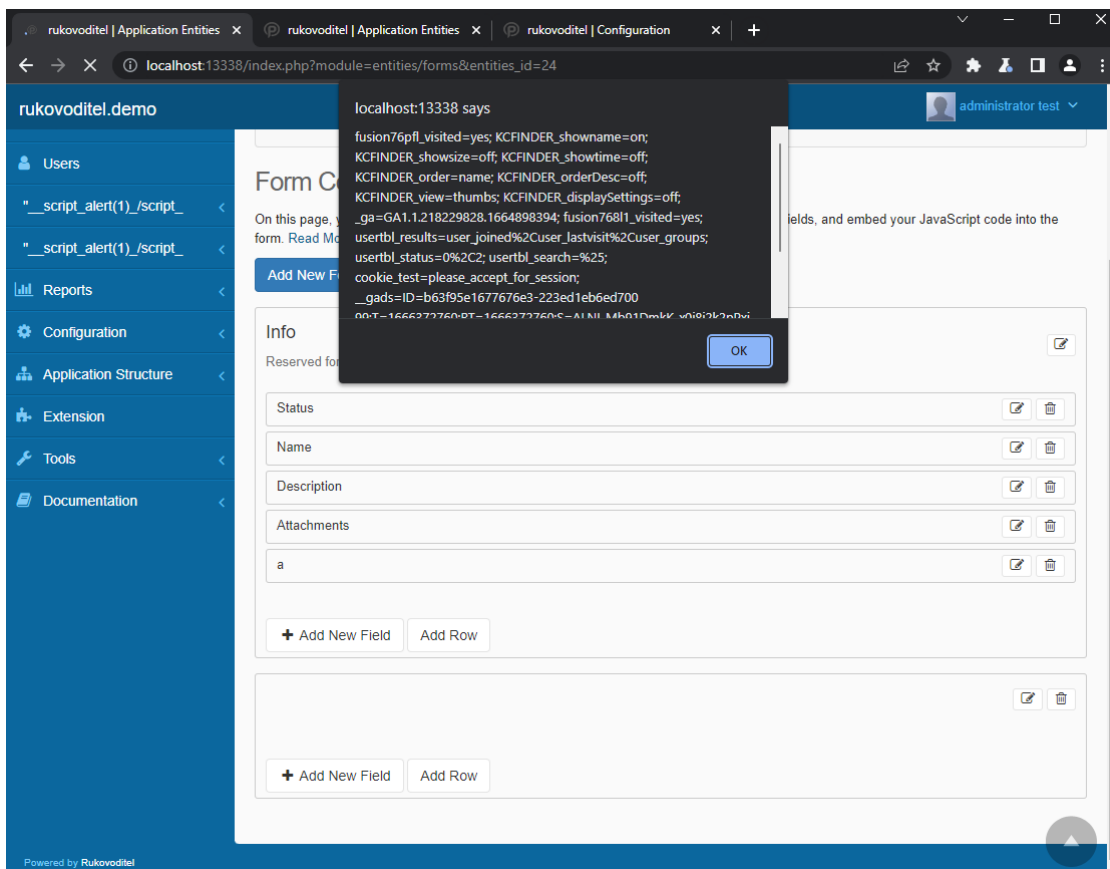 rukovoditel | Application Entities
rukovoditel | Application Entities
rukovoditel | Configuration
localhost:13338/index.php?module=entities/forms&entities_id=24
rukovoditel.demo
administrator test
localhost:13338 says
fusion76pfl_visited=yes; KCFINDER_showname=on;
KCFINDER_showsize=off; KCFINDER_showtime=off;
KCFINDER_order=name; KCFINDER_orderDesc=off;
KCFINDER_view=thumbs; KCFINDER_displaySettings=off;
_ga=GA1.1.218229828.1664898394; fusion768l1_visited=yes;
usertbl_results=user_joined%2Cuser_lastvisit%2Cuser_groups;
usertbl_status=0%2C2; usertbl_search=%25;
cookie_test=please_accept_for_session;
__gads=ID=b63f95e1677676e3-223ed1eb6ed700
OK
Users
"__script_alert(1)_/script_
"__script_alert(1)_/script_
Reports
Configuration
Application Structure
Extension
Tools
Documentation
Form C
On this page, ields, and embed your JavaScript code into the
form. Read Mo
Add New F
Info
Reserved for
Status
Name
Description
Attachments
a
Add New Field
Add Row
Add New Field
Add Row
Powered by Rukovoditel